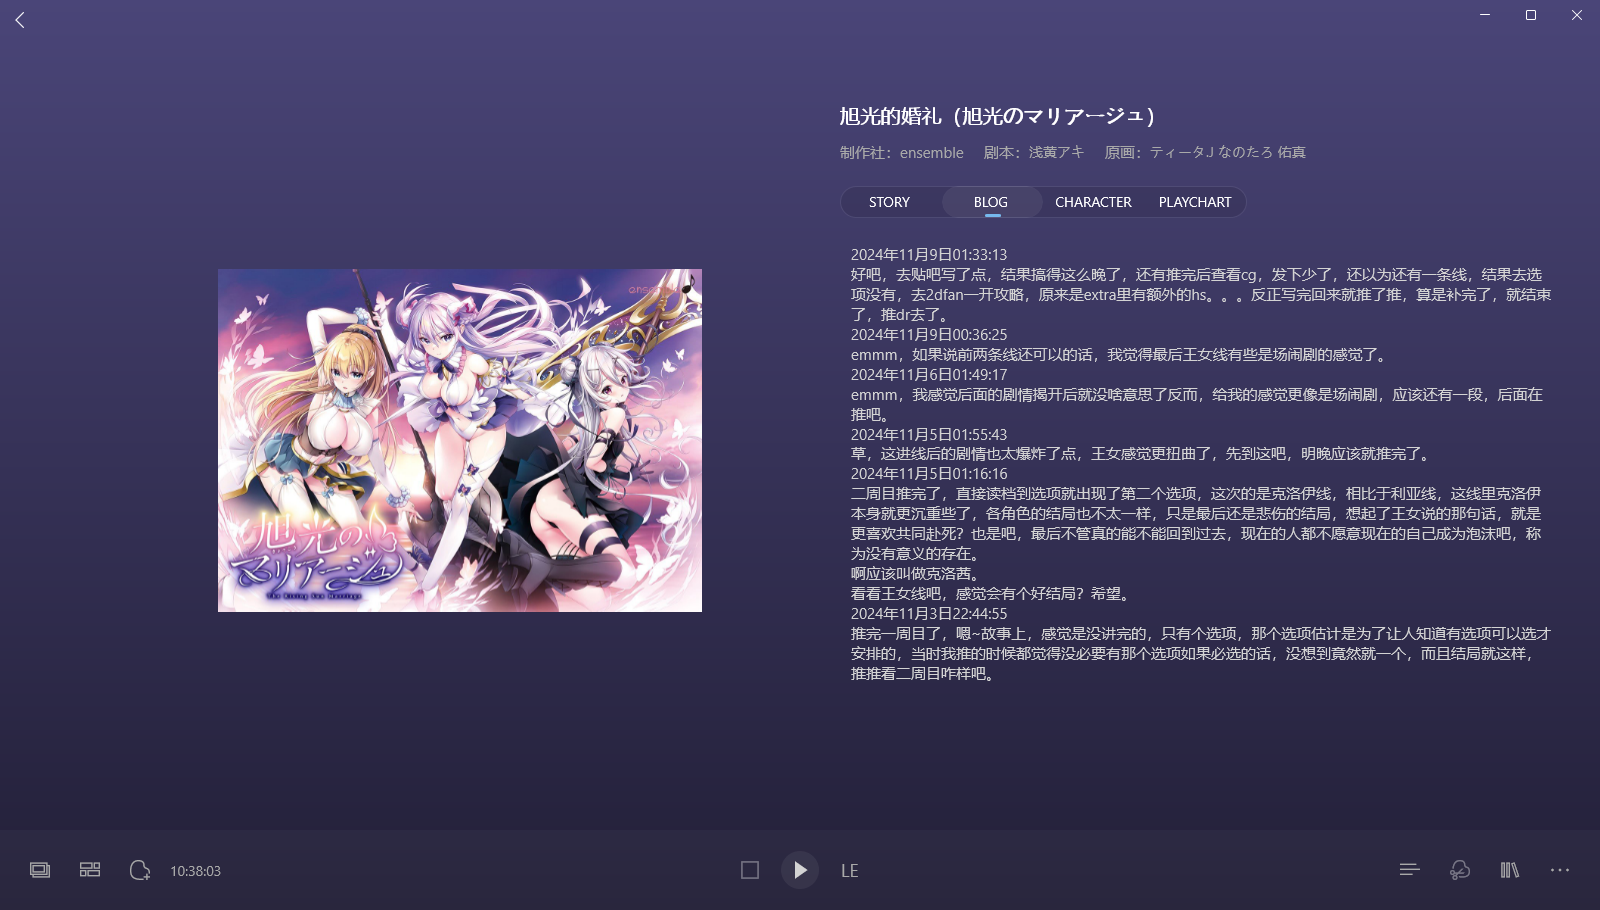 旭光的婚礼（旭光のマリアージュ）
制作社：ensemble 剧本：浅黄アキ 原画：ティータJ なのたろ 佑真
STORY BLOG CHARACTER PLAYCHART
2024年11月9日01:33:13
好吧，去贴吧写了点，结果搞得这么晚了，还有推完后查看cg，发下少了，还以为还有一条线，结果去选
项没有，去2dfan一开攻略，原来是extra里有额外的hs。。。反正写完回来就推了推，算是补完了，就结束
了，推dr去了。
2024年11月9日00:36:25
emmm，如果说前两条线还可以的话，我觉得最后王女线有些是场闹剧的感觉了。
2024年11月6日01:49:17
emmm，我感觉后面的剧情揭开后就没啥意思了反而，给我的感觉更像是场闹剧，应该还有一段，后面在
推吧。
2024年11月5日01:55:43
草，这进线后的剧情也太爆炸了点，王女感觉更扭曲了，先到这吧，明晚应该就推完了。
2024年11月5日01:16:16
二周目推完了，直接读档到选项就出现了第二个选项，这次的是克洛伊线，相比于利亚线，这线里克洛伊
本身就更沉重些了，各角色的结局也不太一样，只是最后还是悲伤的结局，想起了王女说的那句话，就是
更喜欢共同赴死？也是吧，最后不管真的能不能回到过去，现在的人都不愿意现在的自己成为泡沫吧，称
为没有意义的存在。
啊应该叫做克洛茜。
看看王女线吧，感觉会有个好结局？希望。
2024年11月3日22:44:55
推完一周目了，嗯~故事上，感觉是没讲完的，只有个选项，那个选项估计是为了让人知道有选项可以选才
安排的，当时我推的时候都觉得没必要有那个选项如果必选的话，没想到竟然就一个，而且结局就这样，
推推看二周目咋样吧。
ensemble
旭光の
マリアージュ
The Rising Sun Marriage
10:38:03
LE